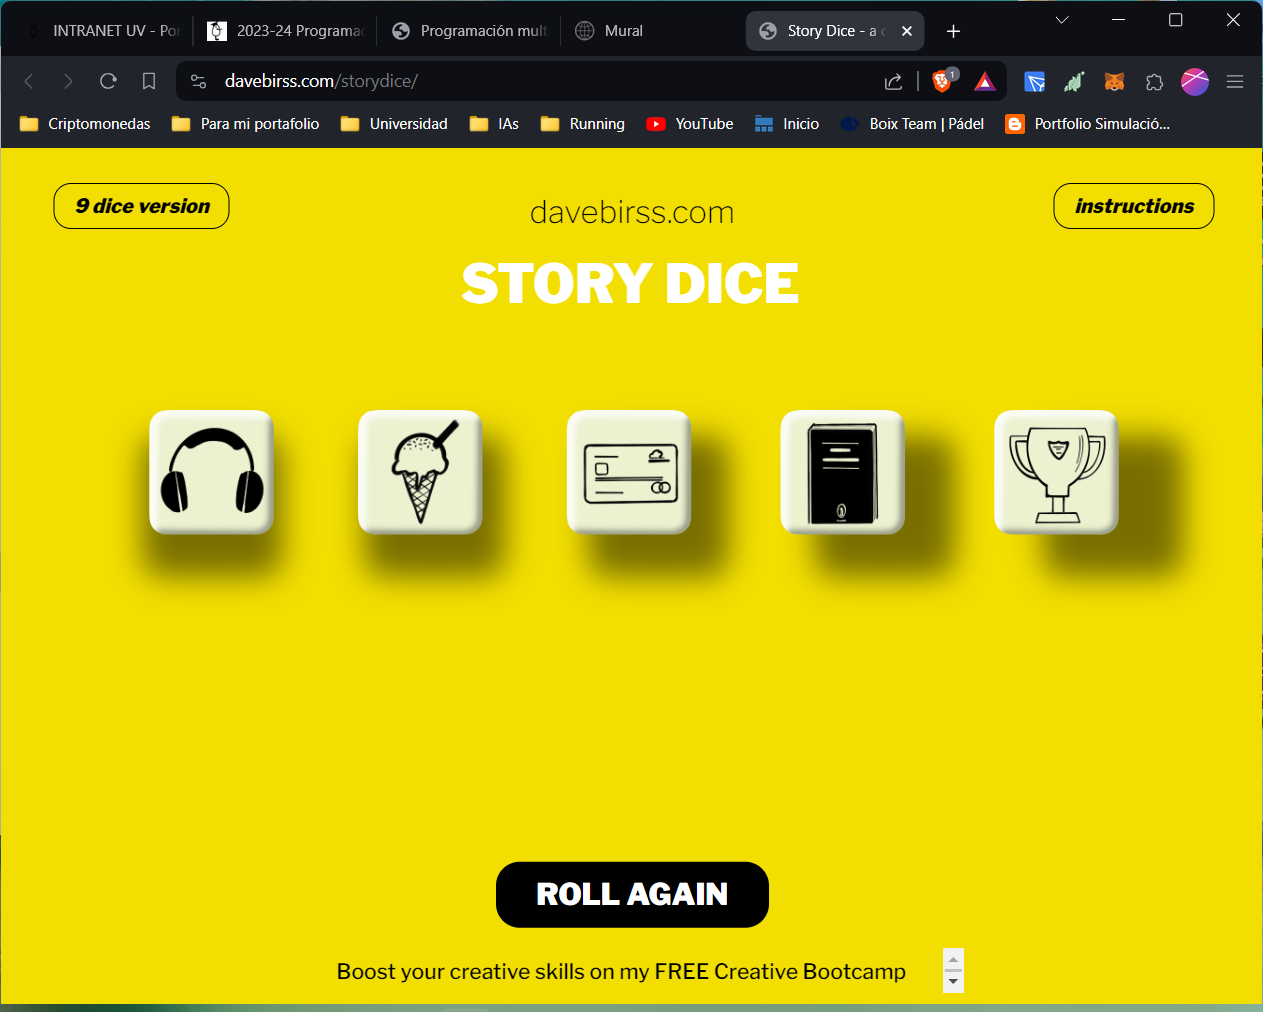 INTRANET UV - Por
2023-24 Programac
Programación mult
Mural
Story Dice - a c
davebirss.com/storydice/
1
Criptomonedas
Para mi portafolio
Universidad
IAs
Running
YouTube
Inicio
Boix Team | Pádel
Portfolio Simulació...
9 dice version
davebirss.com
instructions
STORY DICE
ROLL AGAIN
Boost your creative skills on my FREE Creative Bootcamp